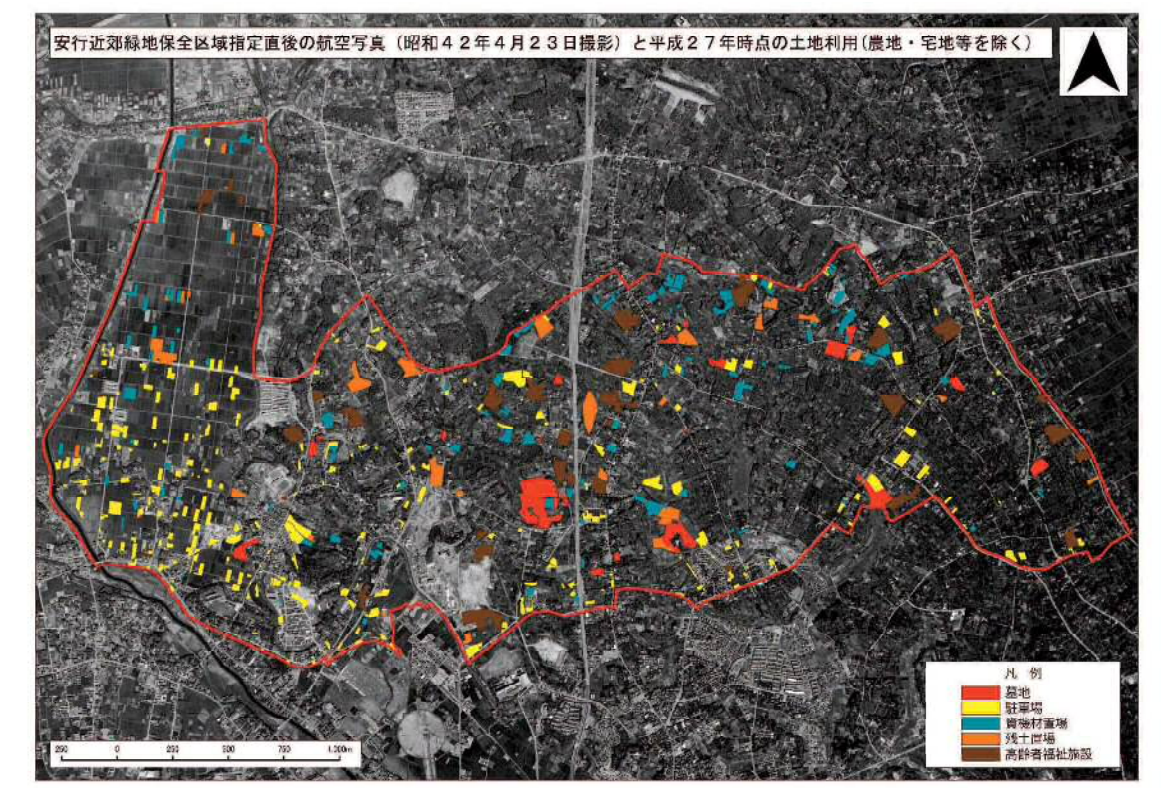 安行近郊緑地保全区域指定直後の航空写真（昭和４２年４月２３日撮影）と平成２７年時点の土地利用(農地・宅地等を除く)
凡 例
墓地
駐車場
資機材置場
残土置場
高齢者福祉施設
250 0 250 500 750 1,000m